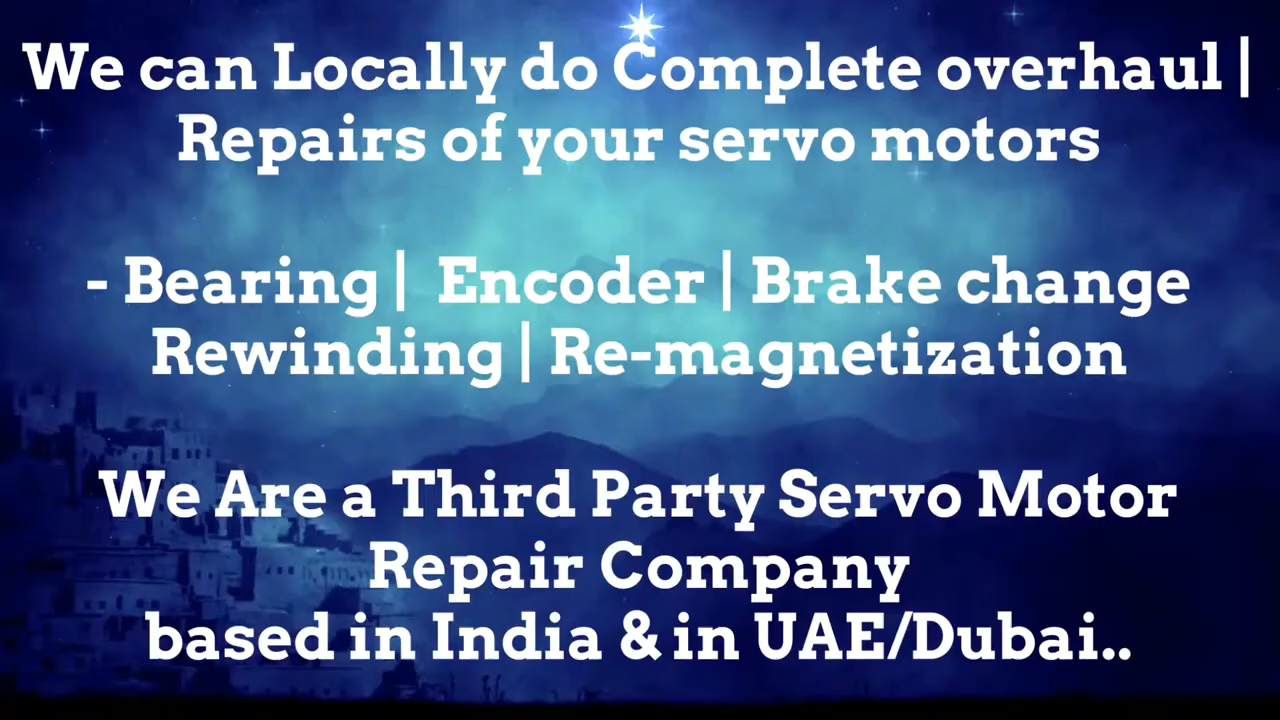 We can Locally do Complete overhaul |
Repairs of your servo motors
- Bearing | Encoder | Brake change
Rewinding | Re-magnetization
We Are a Third Party Servo Motor
Repair Company
based in India & in UAE/Dubai..